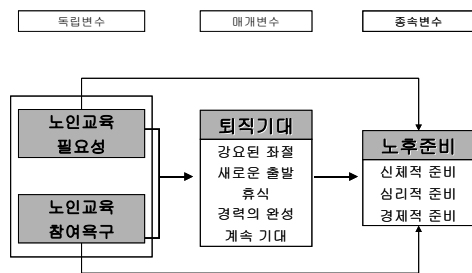 독립변수
매개변수
종속변수
노인교육
필요성
노인교육
참여욕구
퇴직기대
강요된 좌절
새로운 출발
휴식
경력의 완성
계속 기대
노후준비
신체적 준비
심리적 준비
경제적 준비